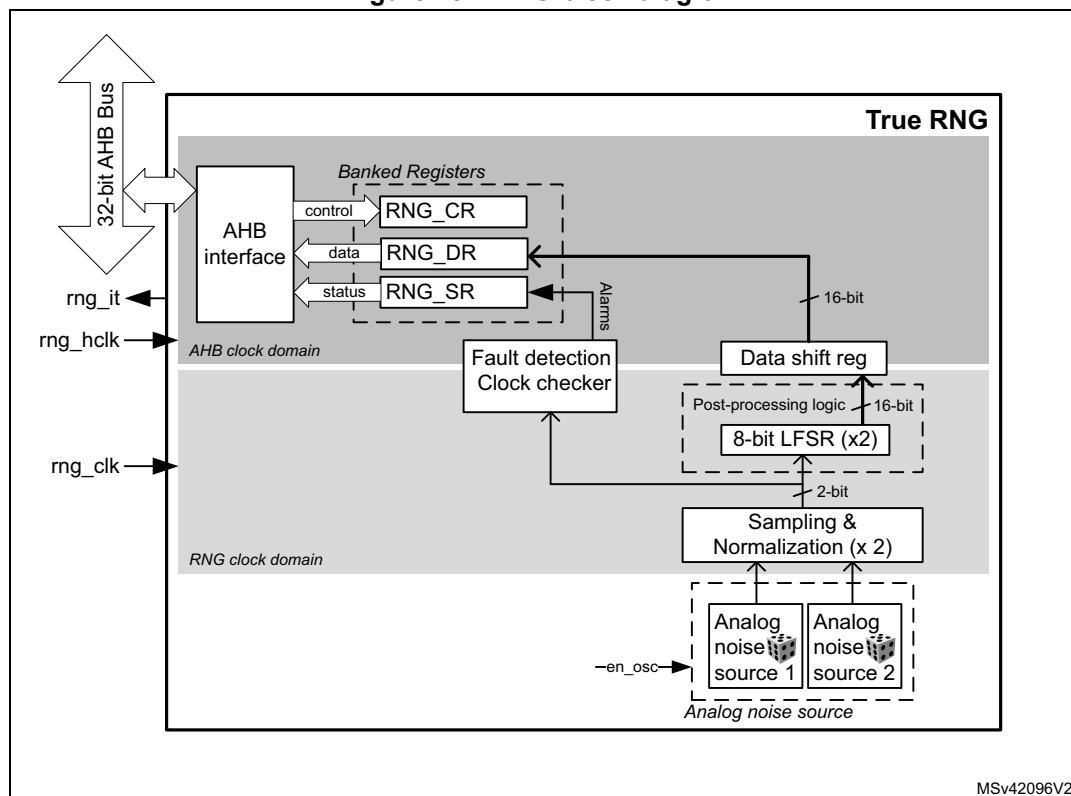 True RNG
32-bit AHB Bus
Banked Registers
AHB
interface
control
RNG_CR
data
RNG_DR
status
RNG_SR
Alarms
16-bit
rng_it
rng_hclk
AHB clock domain
Fault detection
Clock checker
Data shift reg
Post-processing logic
16-bit
8-bit LFSR (x2)
rng_clk
2-bit
Sampling &
Normalization (x 2)
RNG clock domain
Analog
noise
source 1
Analog
noise
source 2
en_osc
Analog noise source
MSv42096V2